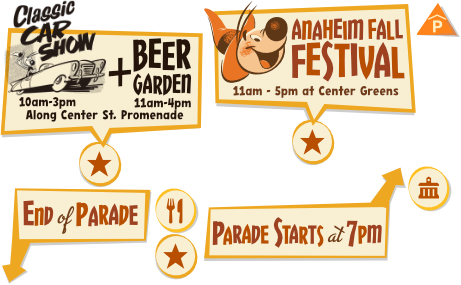 Classic
CAR
SHOW
+ BEER
GARDEN
10am-3pm
11am-4pm
Along Center St. Promenade
ANAHEIM FALL
FESTIVAL
11am - 5pm at Center Greens
P
END of PARADE
PARADE STARTS at 7pm